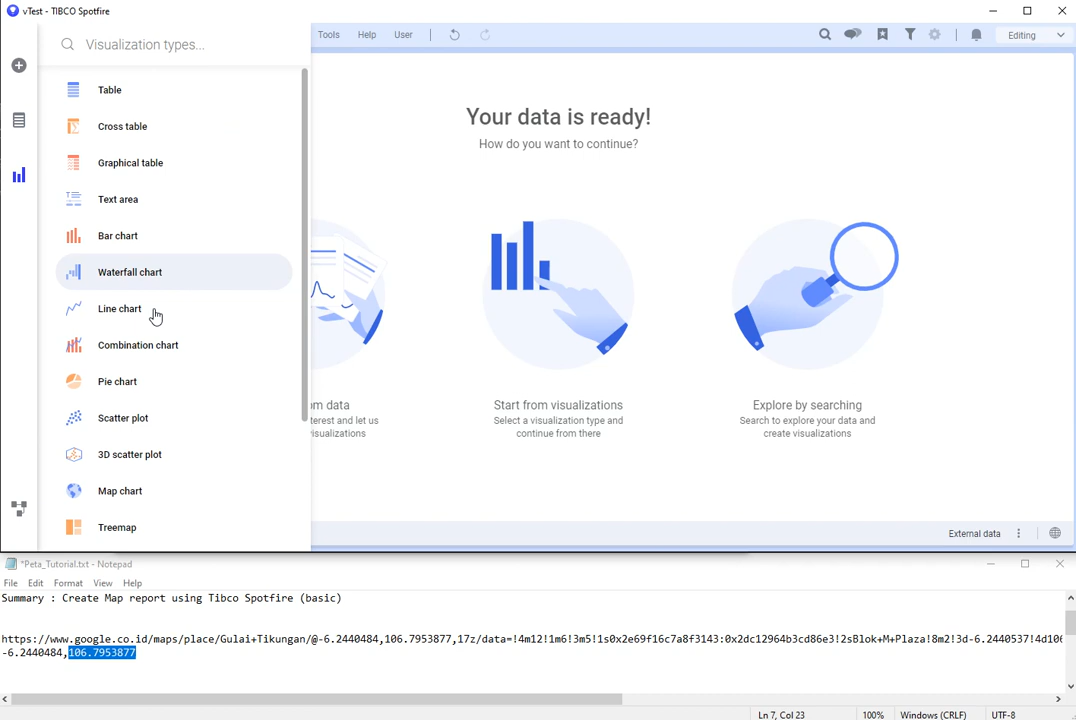 vTest - TIBCO Spotfire
Visualization types...
Tools Help User
Editing
Table
Cross table
Graphical table
Text area
Bar chart
Waterfall chart
Line chart
Combination chart
Pie chart
Scatter plot
3D scatter plot
Map chart
Treemap
Your data is ready!
How do you want to continue?
om data
terest and let us
visualizations
Start from visualizations
Select a visualization type and
continue from there
Explore by searching
Search to explore your data and
create visualizations
External data
*Peta_Tutorial.txt - Notepad
File Edit Format View Help
Summary : Create Map report using Tibco Spotfire (basic)
https://www.google.co.id/maps/place/Gulai+Tikungan/@-6.2440484,106.7953877,17z/data=!4m12!1m6!3m5!1s0x2e69f16c7a8f3143:0x2dc12964b3cd86e3!2sBlok+M+Plaza!8m2!3d-6.2440537!4d106
-6.2440484,106.7953877
Ln 7, Col 23 100% Windows (CRLF) UTF-8